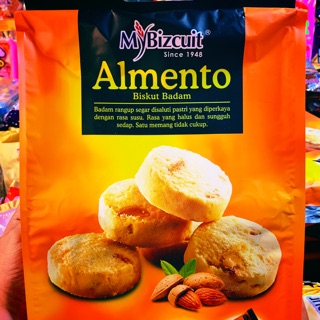 MyBizcuit®
Since 1948
Almento
Biskut Badam
Badam rangup segar disaluti pastri yang diperkaya
dengan rasa susu. Rasa yang halus dan sungguh
sedap. Satu memang tidak cukup.